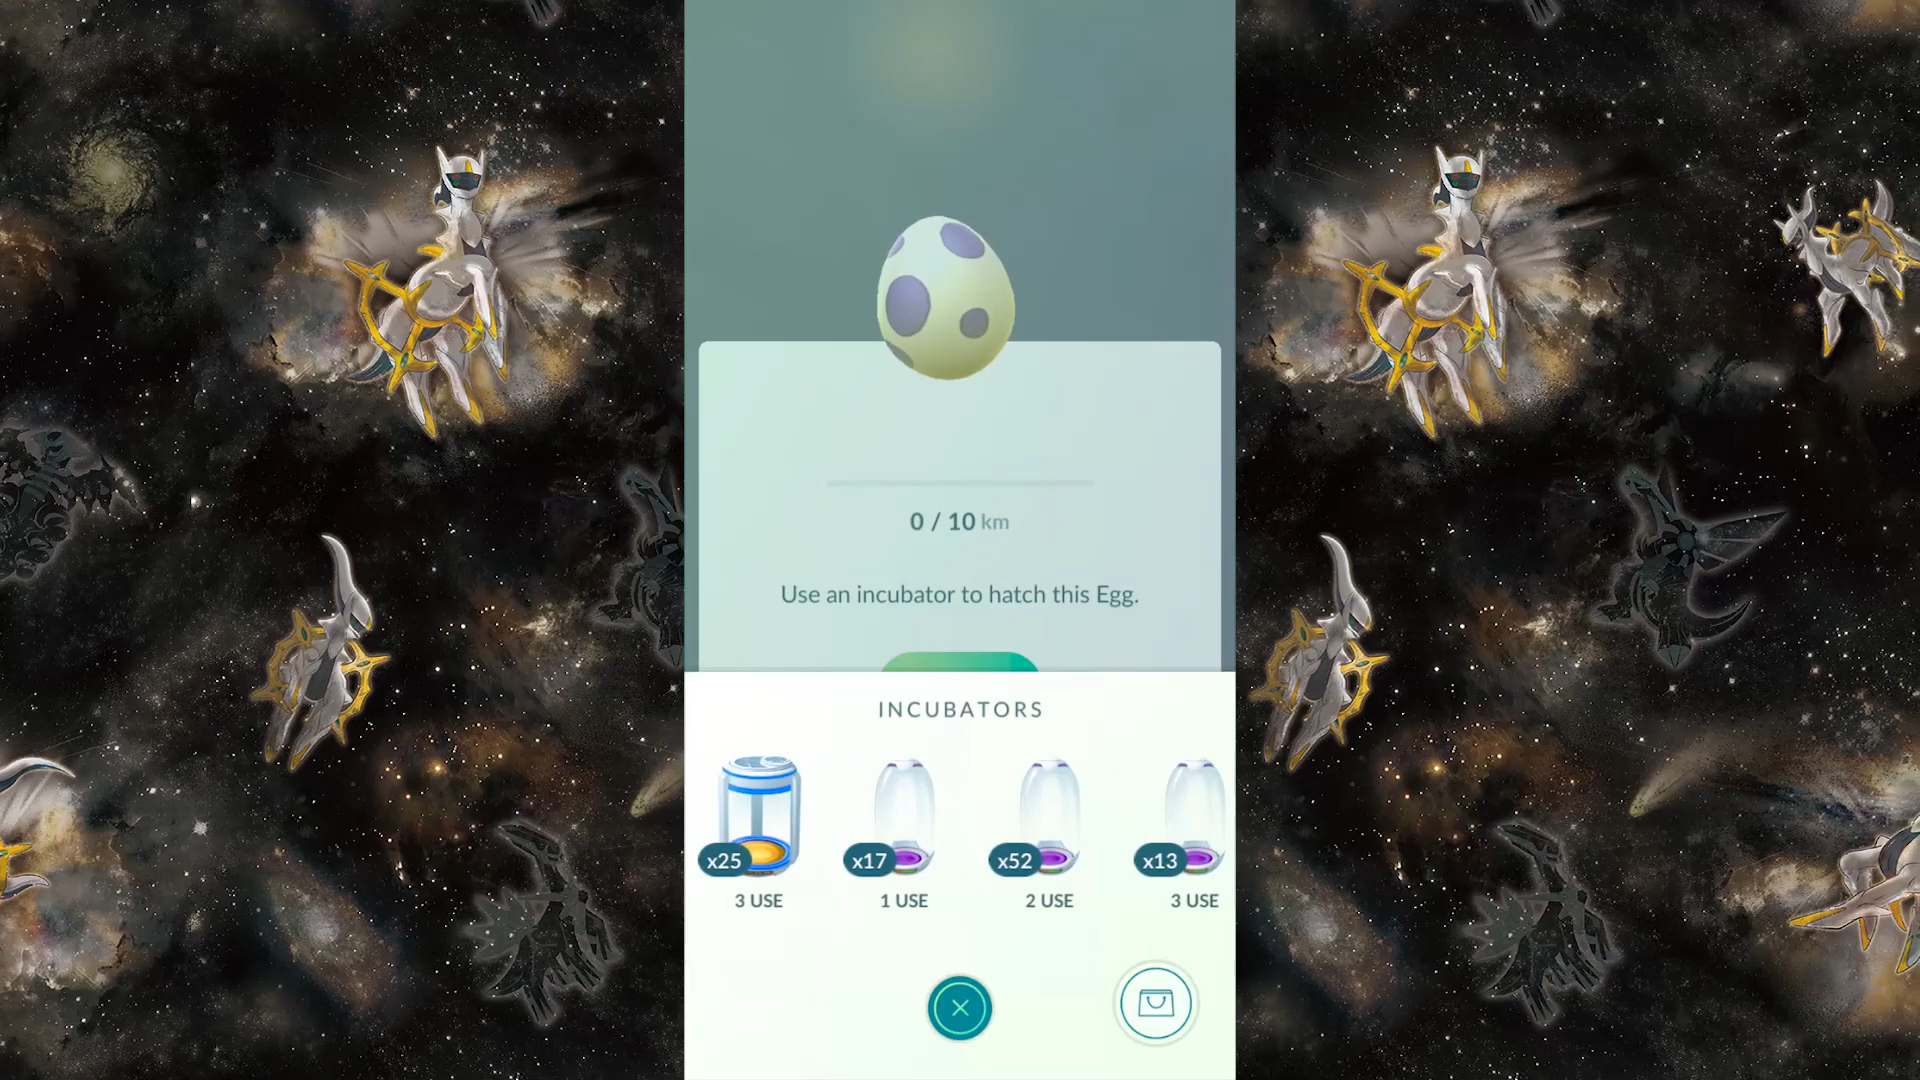 0 / 10 km
Use an incubator to hatch this Egg.
INCUBATORS
x25 x17 x52 x13
3 USE 1 USE 2 USE 3 USE